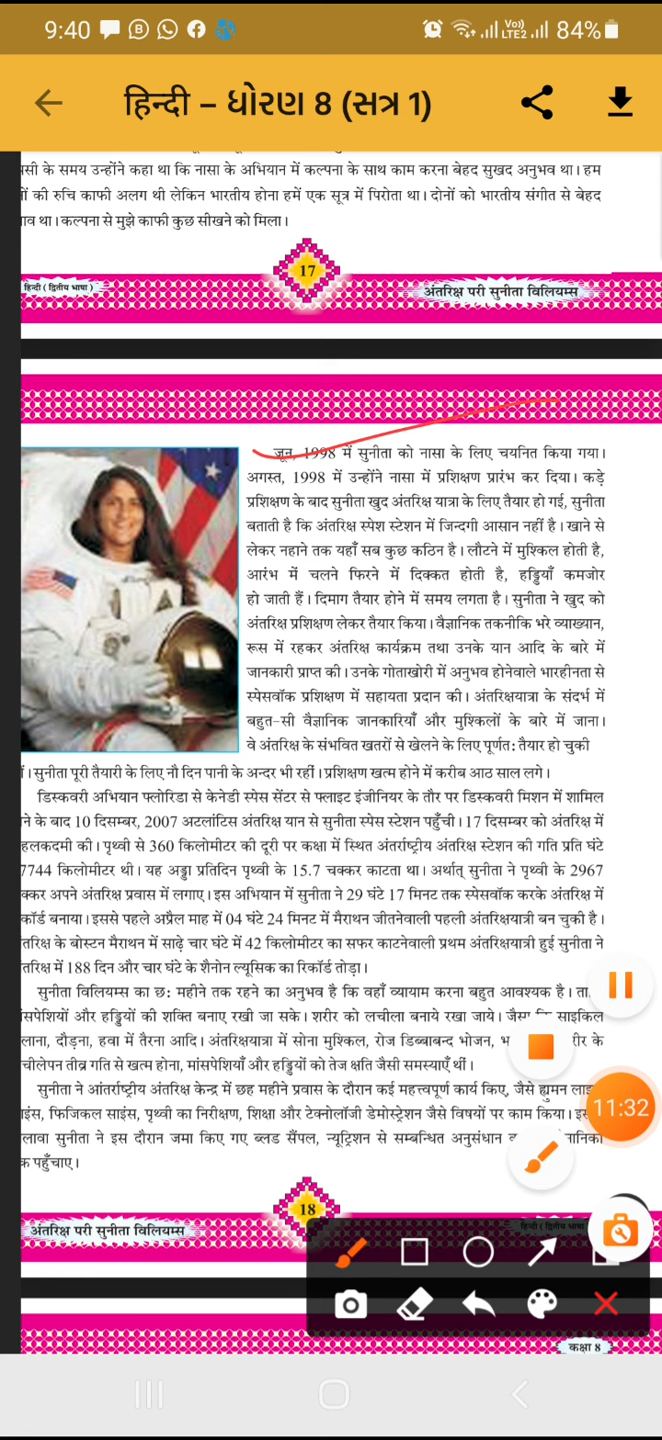 9:40
Vo)) LTE2 84%
हिन्दी – ધોરણ 8 (સત્ર 1)
के समय उन्होंने कहा था कि नासा के अभियान में कल्पना के साथ काम करना बेहद सुखद अनुभव था। हम
की रुचि काफी अलग थी लेकिन भारतीय होना हमें एक सूत्र में पिरोता था। दोनों को भारतीय संगीत से बेहद
था। कल्पना से मुझे काफी कुछ सीखने को मिला।
17
हिन्दी ( द्वितीय भाषा )
अंतरिक्ष परी सुनीता विलियम्स
जून, 1998 में सुनीता को नासा के लिए चयनित किया गया।
अगस्त, 1998 में उन्होंने नासा में प्रशिक्षण प्रारंभ कर दिया। कड़े
प्रशिक्षण के बाद सुनीता खुद अंतरिक्ष यात्रा के लिए तैयार हो गई, सुनीता
बताती है कि अंतरिक्ष स्पेश स्टेशन में जिन्दगी आसान नहीं है। खाने से
लेकर नहाने तक यहाँ सब कुछ कठिन है। लौटने में मुश्किल होती है,
आरंभ में चलने फिरने में दिक्कत होती है, हड्डियाँ कमजोर
हो जाती हैं। दिमाग तैयार होने में समय लगता है। सुनीता ने खुद को
अंतरिक्ष प्रशिक्षण लेकर तैयार किया। वैज्ञानिक तकनीकि भरे व्याख्यान,
रूस में रहकर अंतरिक्ष कार्यक्रम तथा उनके यान आदि के बारे में
जानकारी प्राप्त की। उनके गोताखोरी में अनुभव होनेवाले भारहीनता से
स्पेसवॉक प्रशिक्षण में सहायता प्रदान की। अंतरिक्षयात्रा के संदर्भ में
बहुत-सी वैज्ञानिक जानकारियाँ और मुश्किलों के बारे में जाना।
वे अंतरिक्ष के संभवित खतरों से खेलने के लिए पूर्णत: तैयार हो चुकी
। सुनीता पूरी तैयारी के लिए नौ दिन पानी के अन्दर भी रहीं। प्रशिक्षण खत्म होने में करीब आठ साल लगे।
डिस्कवरी अभियान फ्लोरिडा से केनेडी स्पेस सेंटर से फ्लाइट इंजीनियर के तौर पर डिस्कवरी मिशन में शामिल
ने के बाद 10 दिसम्बर, 2007 अटलांटिस अंतरिक्ष यान से सुनीता स्पेस स्टेशन पहुँची। 17 दिसम्बर को अंतरिक्ष में
हलकदमी की। पृथ्वी से 360 किलोमीटर की दूरी पर कक्षा में स्थित अंतर्राष्ट्रीय अंतरिक्ष स्टेशन की गति प्रति घंटे
7744 किलोमीटर थी। यह अड्डा प्रतिदिन पृथ्वी के 15.7 चक्कर काटता था। अर्थात् सुनीता ने पृथ्वी के 2967
क्कर अपने अंतरिक्ष प्रवास में लगाए। इस अभियान में सुनीता ने 29 घंटे 17 मिनट तक स्पेसवॉक करके अंतरिक्ष में
कॉर्ड बनाया। इससे पहले अप्रैल माह में 04 घंटे 24 मिनट में मैराथन जीतनेवाली पहली अंतरिक्षयात्री बन चुकी है।
तरिक्ष के बोस्टन मैराथन में साढ़े चार घंटे में 42 किलोमीटर का सफर काटनेवाली प्रथम अंतरिक्षयात्री हुई सुनीता ने
तरिक्ष में 188 दिन और चार घंटे के शैनोन ल्यूसिक का रिकॉर्ड तोड़ा।
सुनीता विलियम्स का छ: महीने तक रहने का अनुभव है कि वहाँ व्यायाम करना बहुत आवश्यक है।
ांसपेशियों और हड्डियों की शक्ति बनाए रखी जा सके। शरीर को लचीला बनाये रखा जाये। साइकिल
लाना, दौड़ना, हवा में तैरना आदि। अंतरिक्षयात्रा में सोना मुश्किल, रोज डिब्बाबन्द भोजन, के
चीलेपन तीव्र गति से खत्म होना, मांसपेशियाँ और हड्डियों को तेज क्षति जैसी समस्याएँ थीं।
सुनीता ने आंतर्राष्ट्रीय अंतरिक्ष केन्द्र में छह महीने प्रवास के दौरान कई महत्त्वपूर्ण कार्य किए, जैसे ह्युमन
इंस, फिजिकल साइंस, पृथ्वी का निरीक्षण, शिक्षा और टेक्नोलॉजी डेमोस्ट्रेशन जैसे विषयों पर काम किया।
लावा सुनीता ने इस दौरान जमा किए गए ब्लड सैंपल, न्यूट्रिशन से सम्बन्धित अनुसंधान
क पहुँचाए।
11:32
18
अंतरिक्ष परी सुनीता विलियम्स
हिन्दी ( द्वितीय भाषा
कक्षा 8